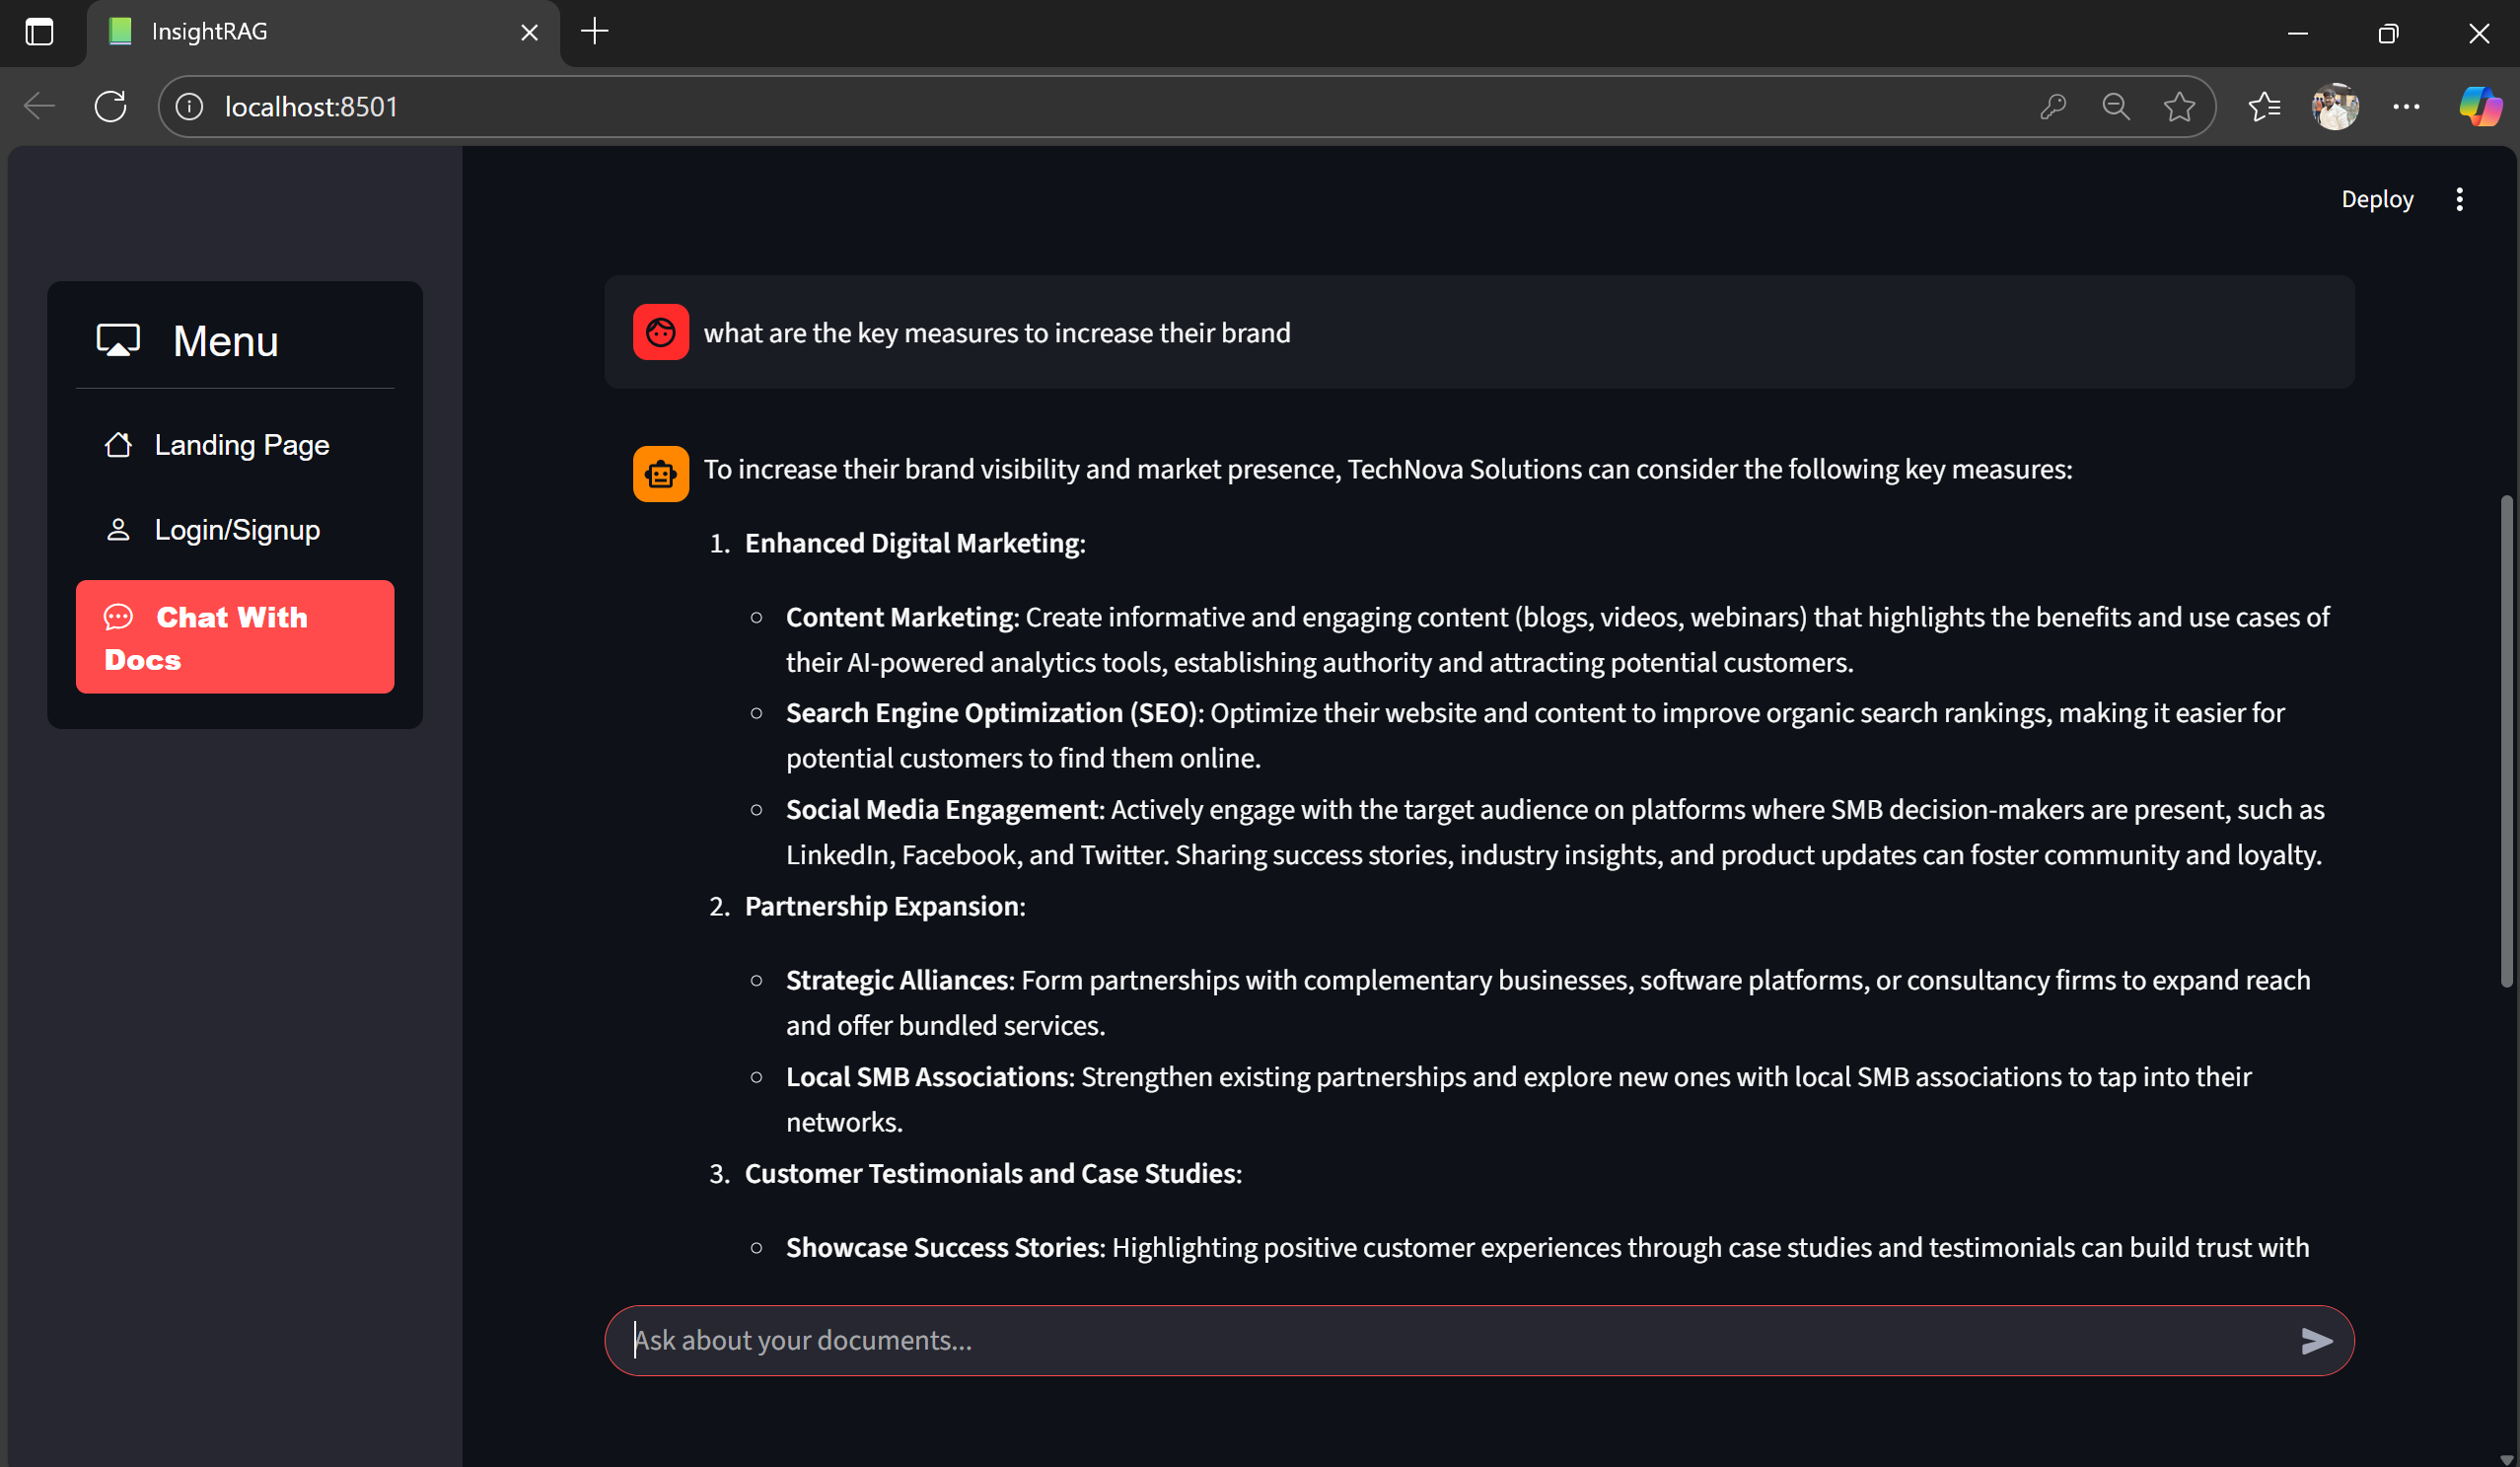 InsightRAG
localhost:8501
Deploy
Menu
Landing Page
Login/Signup
Chat With
Docs
what are the key measures to increase their brand
To increase their brand visibility and market presence, TechNova Solutions can consider the following key measures:
1. Enhanced Digital Marketing:
Content Marketing: Create informative and engaging content (blogs, videos, webinars) that highlights the benefits and use cases of
their AI-powered analytics tools, establishing authority and attracting potential customers.
Search Engine Optimization (SEO): Optimize their website and content to improve organic search rankings, making it easier for
potential customers to find them online.
Social Media Engagement: Actively engage with the target audience on platforms where SMB decision-makers are present, such as
LinkedIn, Facebook, and Twitter. Sharing success stories, industry insights, and product updates can foster community and loyalty.
2. Partnership Expansion:
Strategic Alliances: Form partnerships with complementary businesses, software platforms, or consultancy firms to expand reach
and offer bundled services.
Local SMB Associations: Strengthen existing partnerships and explore new ones with local SMB associations to tap into their
networks.
3. Customer Testimonials and Case Studies:
Showcase Success Stories: Highlighting positive customer experiences through case studies and testimonials can build trust with
Ask about your documents...